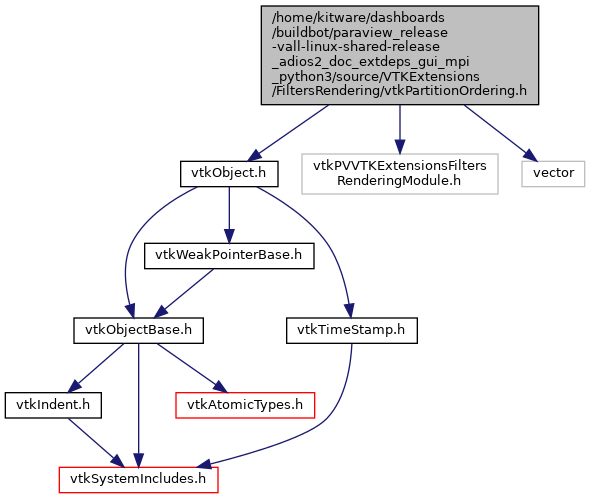 /home/kitware/dashboards
/buildbot/paraview_release
-vall-linux-shared-release
_adios2_doc_extdeps_gui_mpi
_python3/source/VTKExtensions
/FiltersRendering/vtkPartitionOrdering.h
vtkObject.h
vtkPVVTKExtensionsFilters
RenderingModule.h
vector
vtkWeakPointerBase.h
vtkObjectBase.h
vtkTimeStamp.h
vtkIndent.h
vtkAtomicTypes.h
vtkSystemIncludes.h